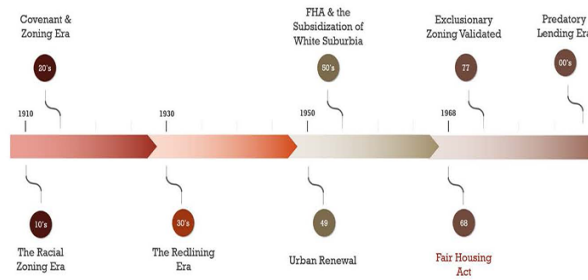 Covenant &
Zoning Era
FHA & the
Subsidization of
White Suburbia
Exclusionary
Zoning Validated
Predatory
Lending Era
20's
50's
77
00's
1910
1930
1950
1968
10's
30's
49
68
The Racial
Zoning Era
The Redlining
Era
Urban Renewal
Fair Housing
Act